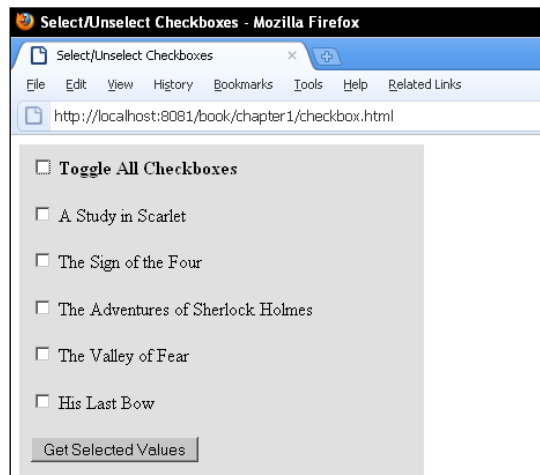 Select/Unselect Checkboxes - Mozilla Firefox
Select/Unselect Checkboxes
File Edit View History Bookmarks Tools Help Related Links
http://localhost:8081/book/chapter1/checkbox.html
Toggle All Checkboxes
A Study in Scarlet
The Sign of the Four
The Adventures of Sherlock Holmes
The Valley of Fear
His Last Bow
Get Selected Values